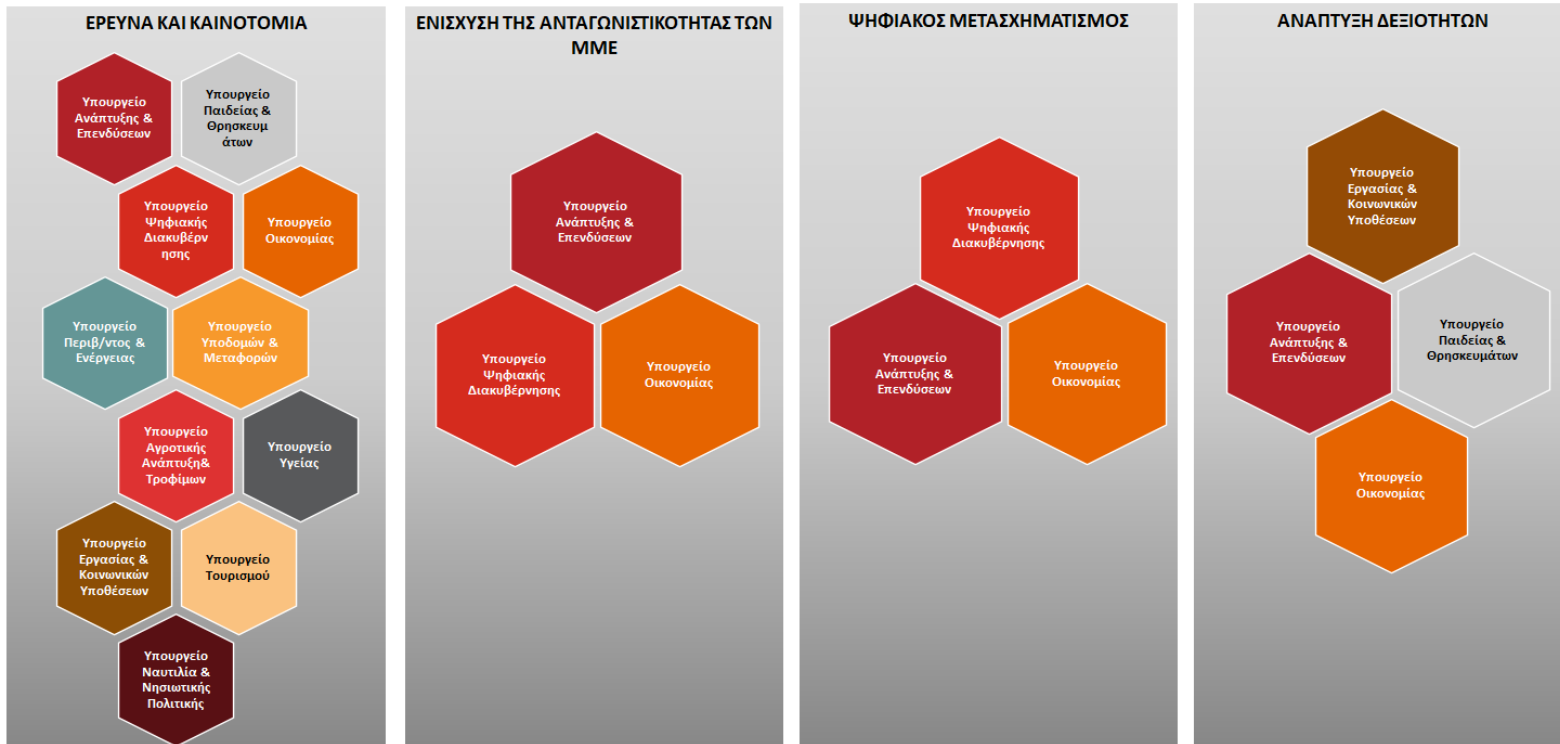 ΕΡΕΥΝΑ ΚΑΙ ΚΑΙΝΟΤΟΜΙΑ
Υπουργείο
Ανάπτυξης &
Επενδύσεων
Υπουργείο
Παιδείας &
Θρησκευμ
άτων
Υπουργείο
Ψηφιακής
Διακυβέρν
ησης
Υπουργείο
Οικονομίας
Υπουργείο
Περιβ/ντος &
Ενέργειας
Υπουργείο
Υποδομών &
Μεταφορών
Υπουργείο
Αγροτικής
Ανάπτυξη&
Τροφίμων
Υπουργείο
Υγείας
Υπουργείο
Εργασίας &
Κοινωνικών
Υποθέσεων
Υπουργείο
Τουρισμού
Υπουργείο
Ναυτιλία &
Νησιωτικής
Πολιτικής
ΕΝΙΣΧΥΣΗ ΤΗΣ ΑΝΤΑΓΩΝΙΣΤΙΚΟΤΗΤΑΣ ΤΩΝ
ΜΜΕ
Υπουργείο
Ανάπτυξης &
Επενδύσεων
Υπουργείο
Ψηφιακής
Διακυβέρνησης
Υπουργείο
Οικονομίας
ΨΗΦΙΑΚΟΣ ΜΕΤΑΣΧΗΜΑΤΙΣΜΟΣ
Υπουργείο
Ψηφιακής
Διακυβέρνησης
Υπουργείο
Ανάπτυξης &
Επενδύσεων
Υπουργείο
Οικονομίας
ΑΝΑΠΤΥΞΗ ΔΕΞΙΟΤΗΤΩΝ
Υπουργείο
Εργασίας &
Κοινωνικών
Υποθέσεων
Υπουργείο
Ανάπτυξης &
Επενδύσεων
Υπουργείο
Παιδείας &
Θρησκευμάτων
Υπουργείο
Οικονομίας